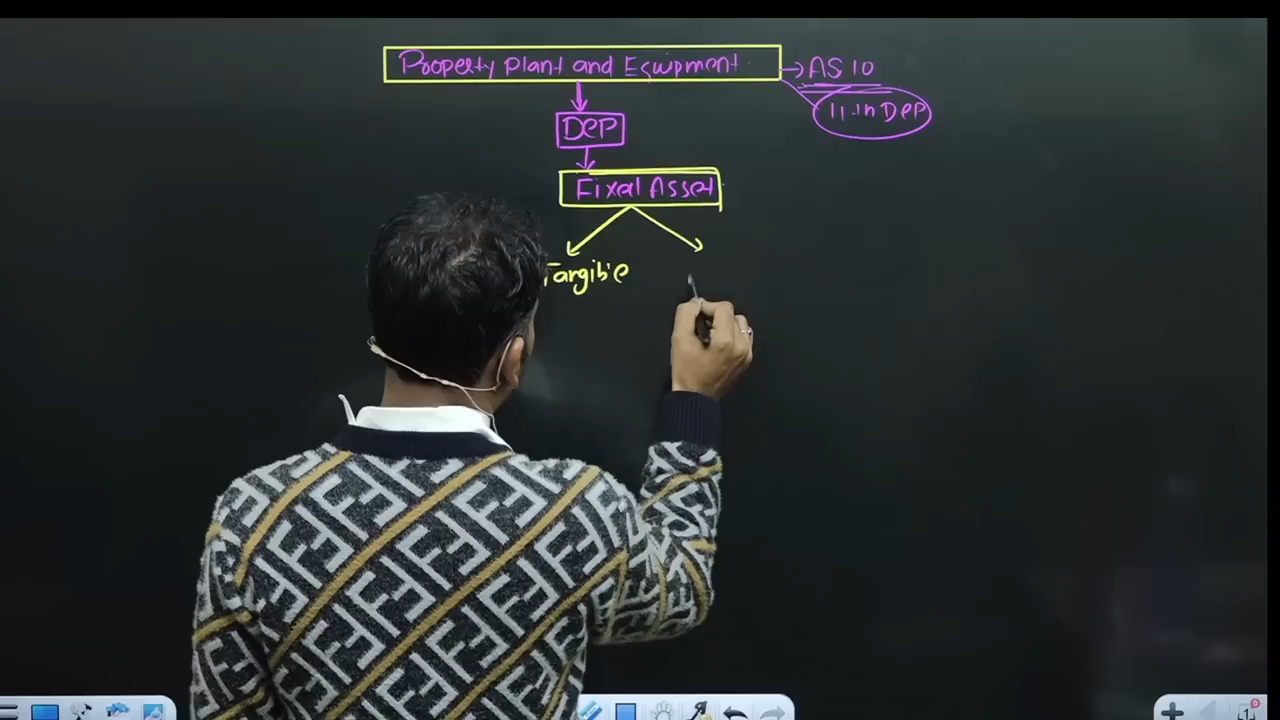 Property Plant and Equipment → AS 10
11 in Dep
Dep
Fixed Asset
Tangible